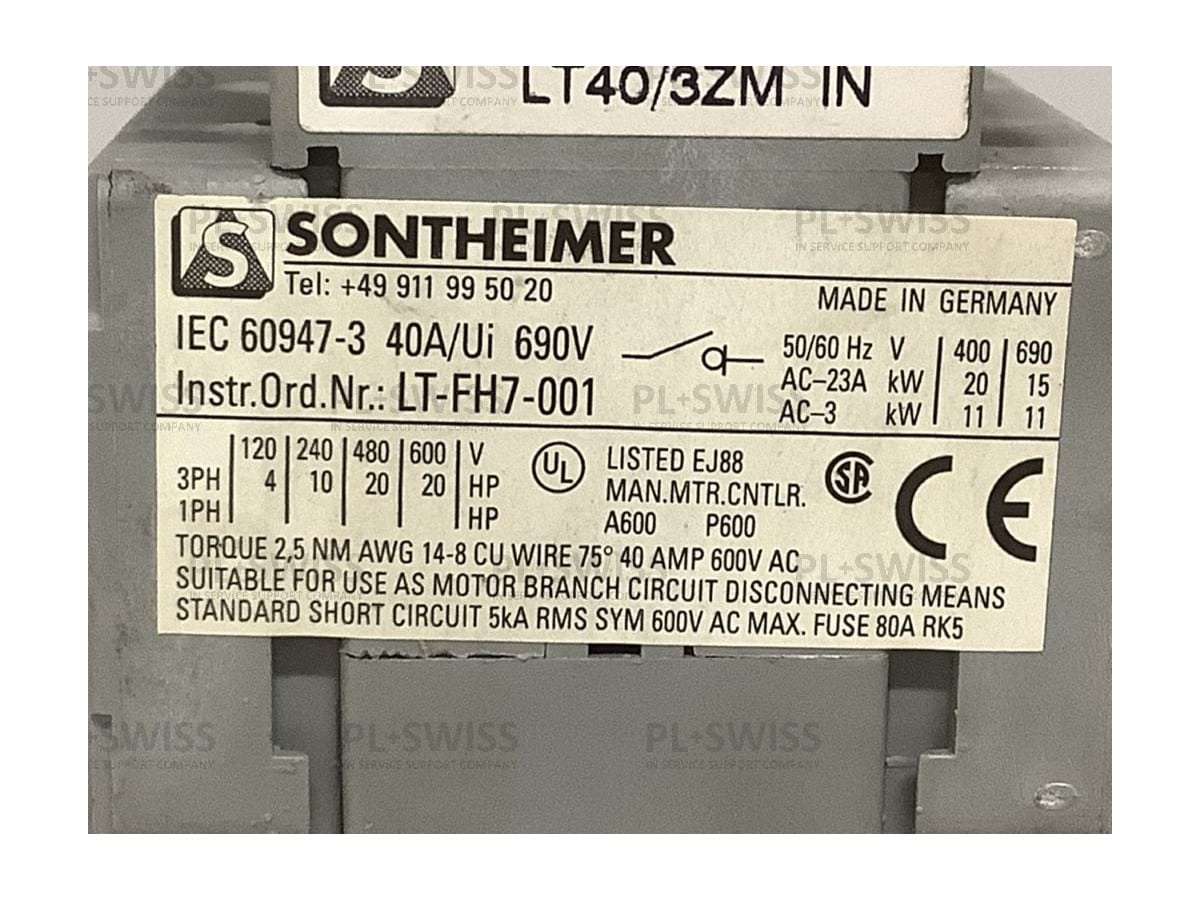 LT40/3ZM IN
S SONTHEIMER
Tel: +49 911 99 50 20
MADE IN GERMANY
IEC 60947-3 40A/Ui 690V
Instr.Ord.Nr.: LT-FH7-001
50/60 Hz V 400 690
AC-23A kW 20 15
AC-3 kW 11 11
120 240 480 600 V
3PH 4 10 20 20 HP
1PH HP
UL LISTED EJ88
MAN.MTR.CNTLR.
A600 P600
SA
CE
TORQUE 2,5 NM AWG 14-8 CU WIRE 75° 40 AMP 600V AC
SUITABLE FOR USE AS MOTOR BRANCH CIRCUIT DISCONNECTING MEANS
STANDARD SHORT CIRCUIT 5kA RMS SYM 600V AC MAX. FUSE 80A RK5
PL+SWISS
IN SERVICE SUPPORT COMPANY